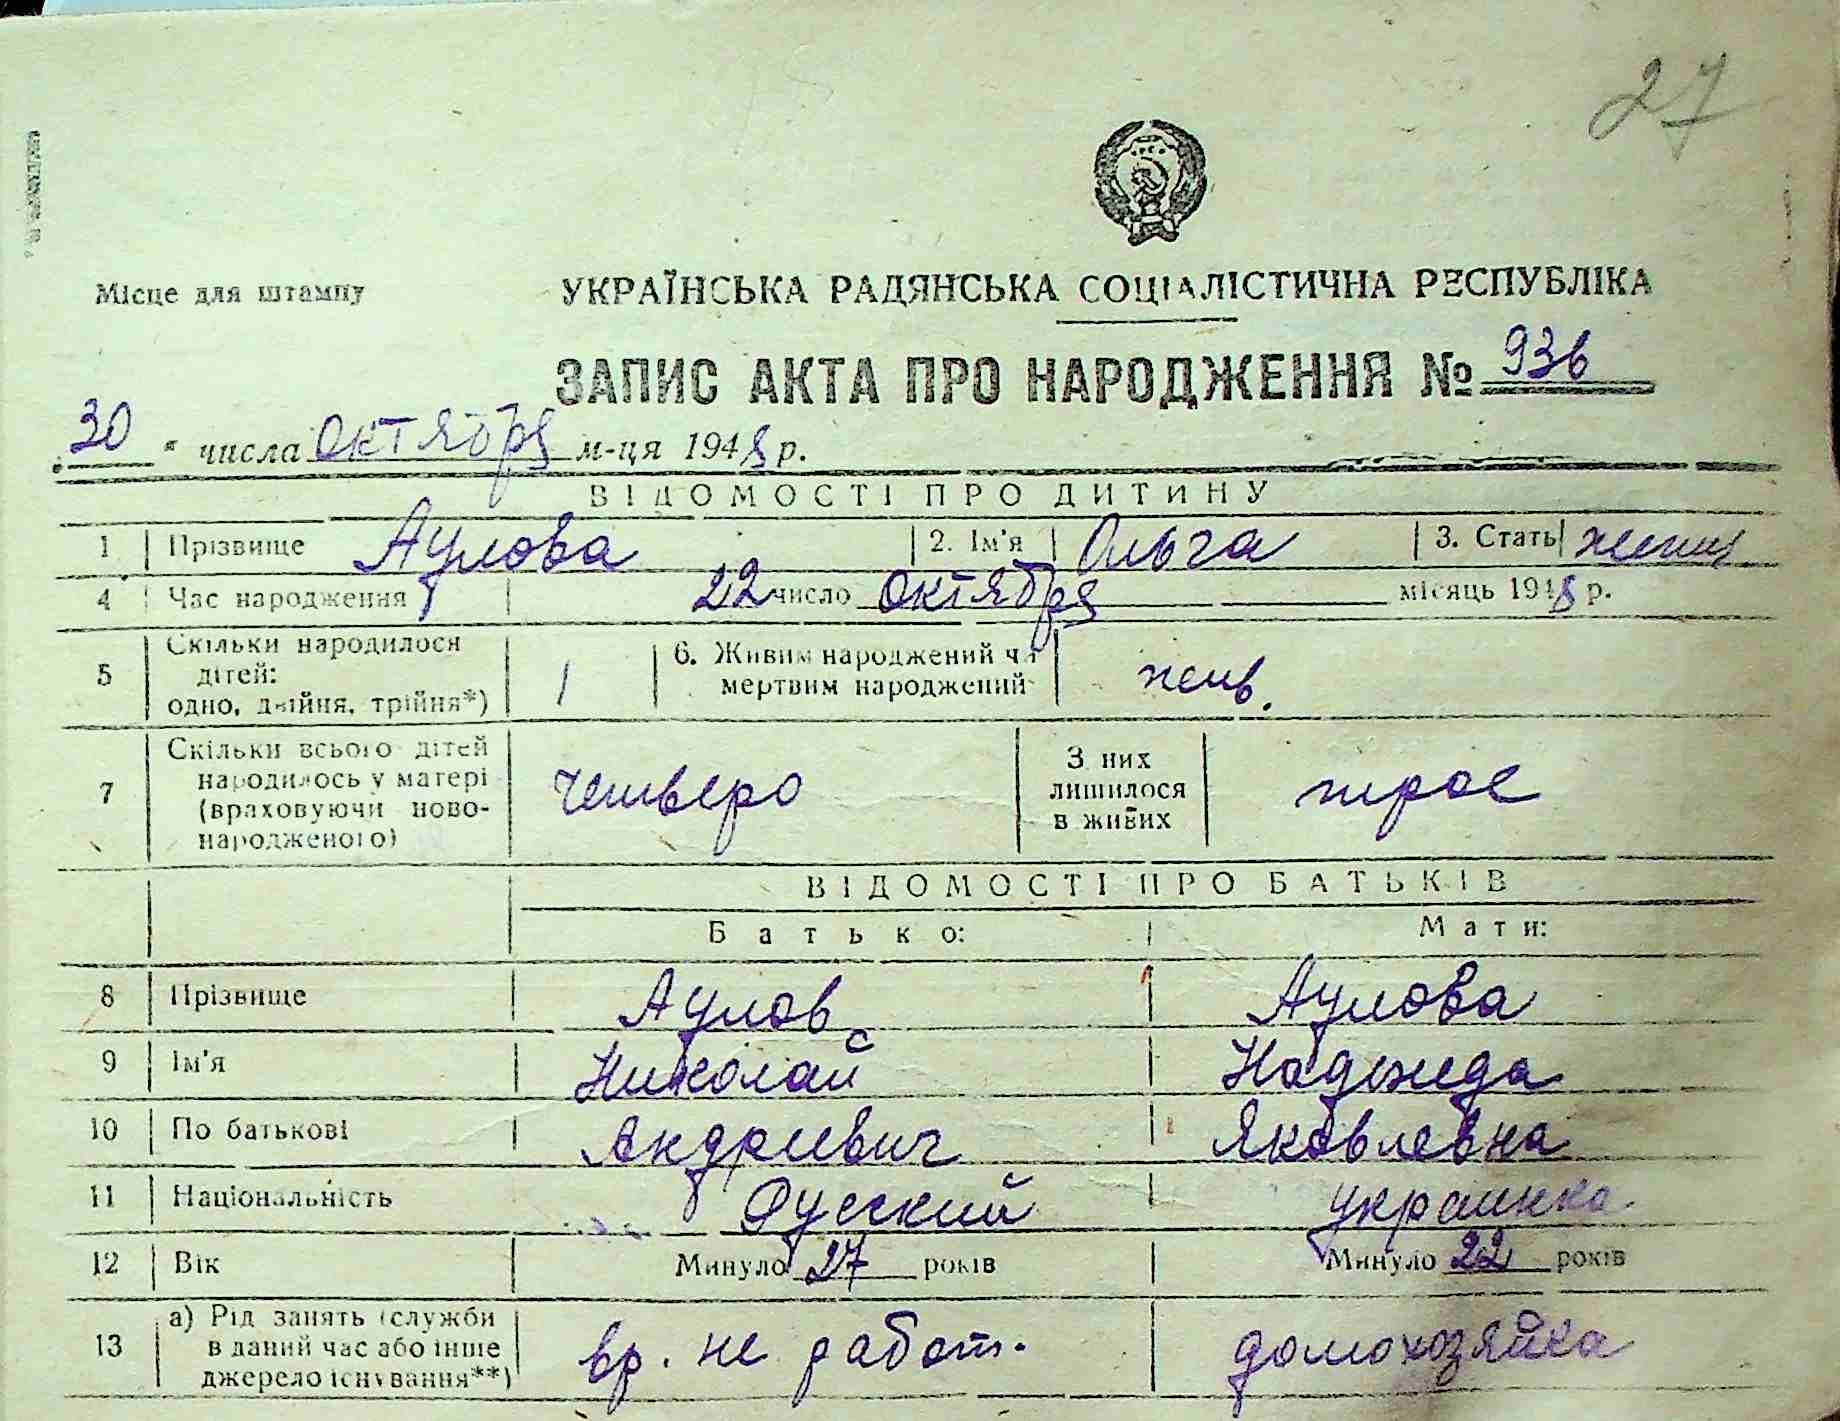 27
Місце для штампу
УКРАЇНСЬКА РАДЯНСЬКА СОЦІАЛІСТИЧНА РЕСПУБЛІКА
ЗАПИС АКТА ПРО НАРОДЖЕННЯ № 936
30 " числа октября м-ця 1948 р.
ВІДОМОСТІ ПРО ДИТИНУ
1 Прізвище Аулова 2. Ім'я Ольга 3. Стать женщ
4 Час народження 22 число октября місяць 1948 р.
5 Скільки народилося дітей: одно, двійня, трійня*) 1 6. Живим народжений чи мертвим народжений жив.
7 Скільки всього дітей народилось у матері (враховуючи ново-народженого) четверо З них лишилося в живих трое
ВІДОМОСТІ ПРО БАТЬКІВ
Батько: Мати:
8 Прізвище Аулов Аулова
9 Ім'я Николай Надежда
10 По батькові Андреевич Яковлевна
11 Національність Русский украинка
12 Вік Минуло 27 років Минуло 22 років
13 а) Рід занять (служби в даний час або інше джерело існування**) вр. не работ. домохозяйка